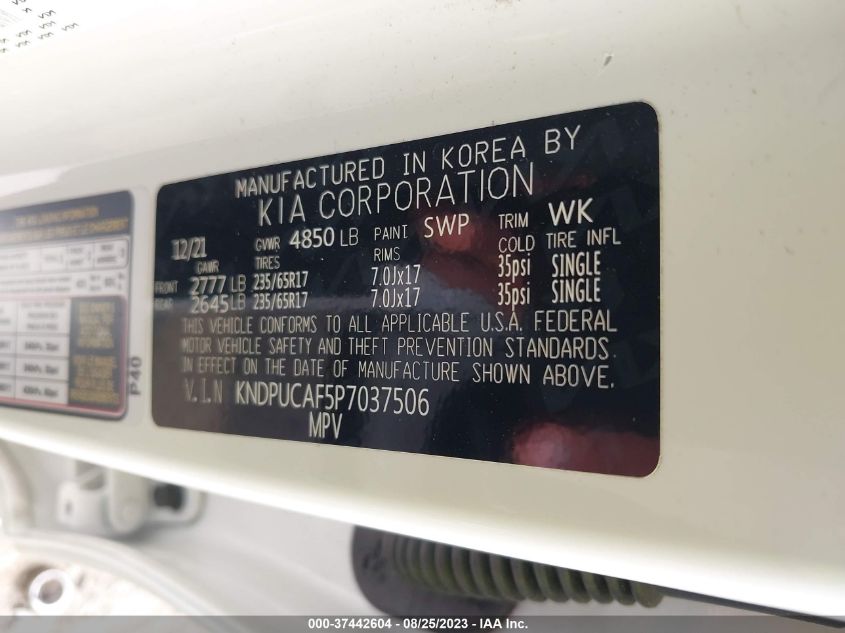 MANUFACTURED IN KOREA BY
KIA CORPORATION
12/21 GVWR 4850 LB PAINT SWP TRIM WK
GAWR TIRES RIMS COLD TIRE INFL
FRONT 2777 LB 235/65R17 7.0Jx17 35psi SINGLE
REAR 2645 LB 235/65R17 7.0Jx17 35psi SINGLE
THIS VEHICLE CONFORMS TO ALL APPLICABLE U.S.A. FEDERAL
MOTOR VEHICLE SAFETY AND THEFT PREVENTION STANDARDS
IN EFFECT ON THE DATE OF MANUFACTURE SHOWN ABOVE.
V.I.N KNDPUCAF5P7037506
MPV
P40
000-37442604 - 08/25/2023 - IAA Inc.